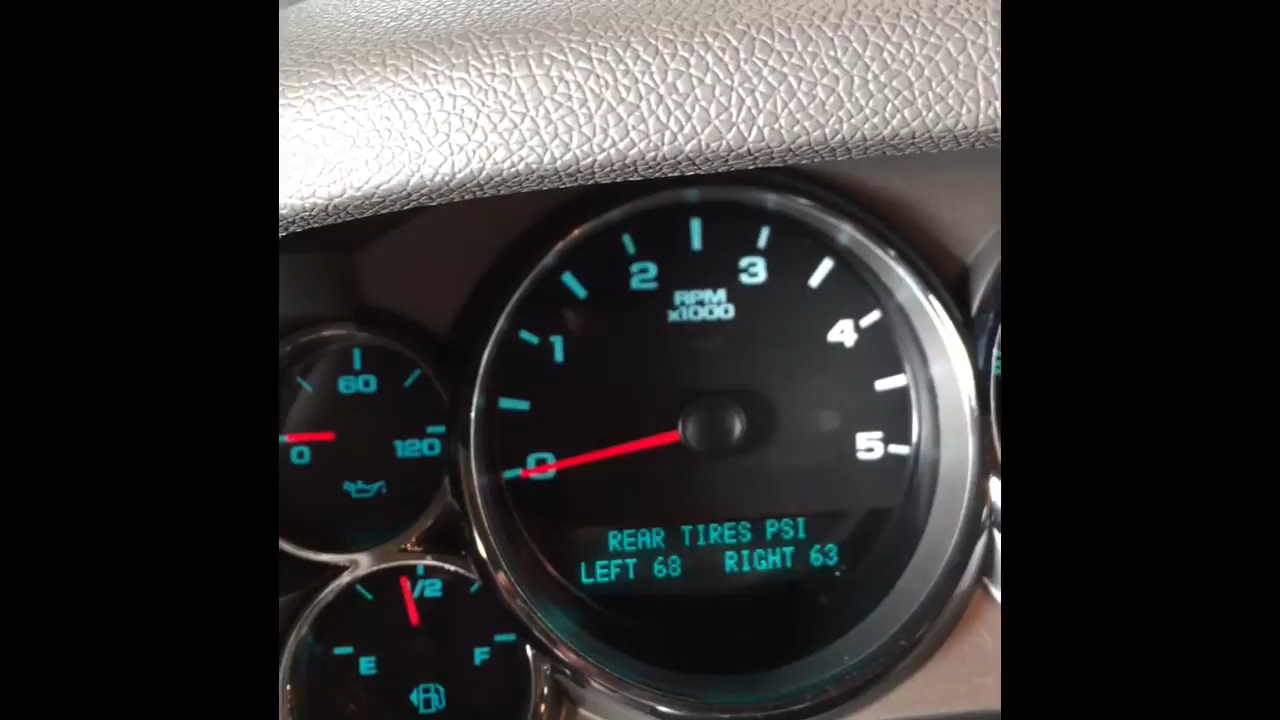 2
3
RPM
x1000
1
4
60
0
120
0
5
REAR TIRES PSI
LEFT 68 RIGHT 63
1/2
E
F